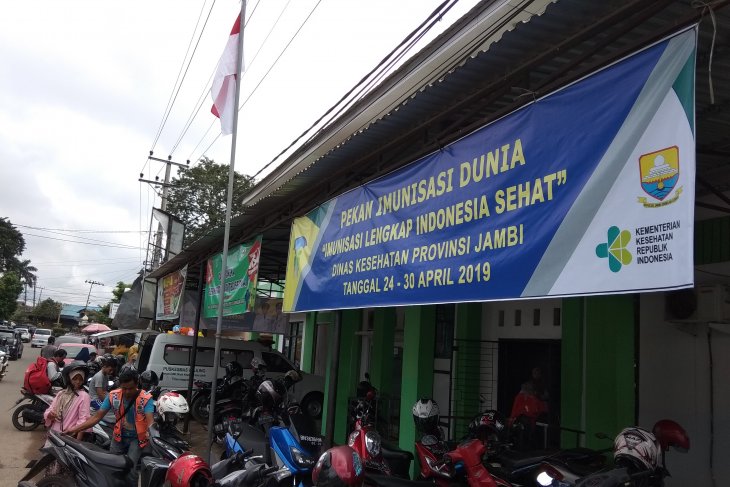 PEKAN IMUNISASI DUNIA
"IMUNISASI LENGKAP INDONESIA SEHAT"
DINAS KESEHATAN PROVINSI JAMBI
TANGGAL 24 - 30 APRIL 2019
KEMENTERIAN
KESEHATAN
REPUBLIK
INDONESIA
PUSKESMAS